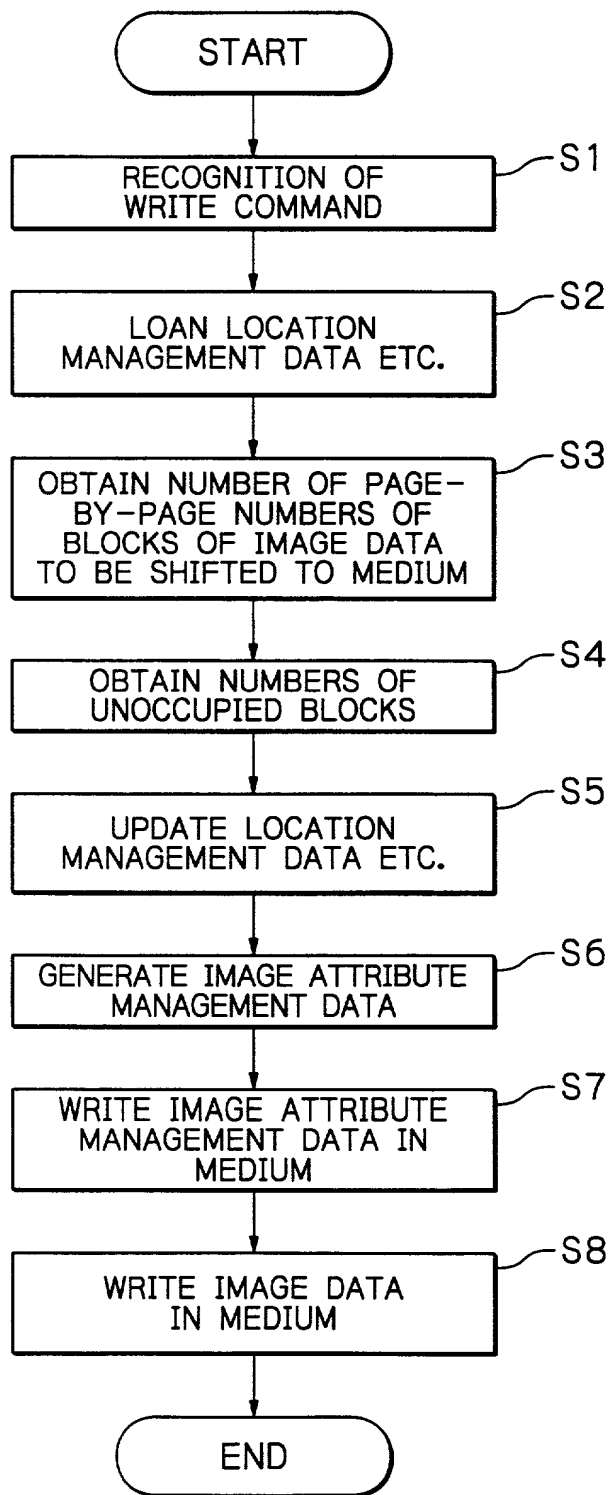 START
S1
RECOGNITION OF
WRITE COMMAND
S2
LOAN LOCATION
MANAGEMENT DATA ETC.
S3
OBTAIN NUMBER OF PAGE-
BY-PAGE NUMBERS OF
BLOCKS OF IMAGE DATA
TO BE SHIFTED TO MEDIUM
S4
OBTAIN NUMBERS OF
UNOCCUPIED BLOCKS
S5
UPDATE LOCATION
MANAGEMENT DATA ETC.
S6
GENERATE IMAGE ATTRIBUTE
MANAGEMENT DATA
S7
WRITE IMAGE ATTRIBUTE
MANAGEMENT DATA IN
MEDIUM
S8
WRITE IMAGE DATA
IN MEDIUM
END